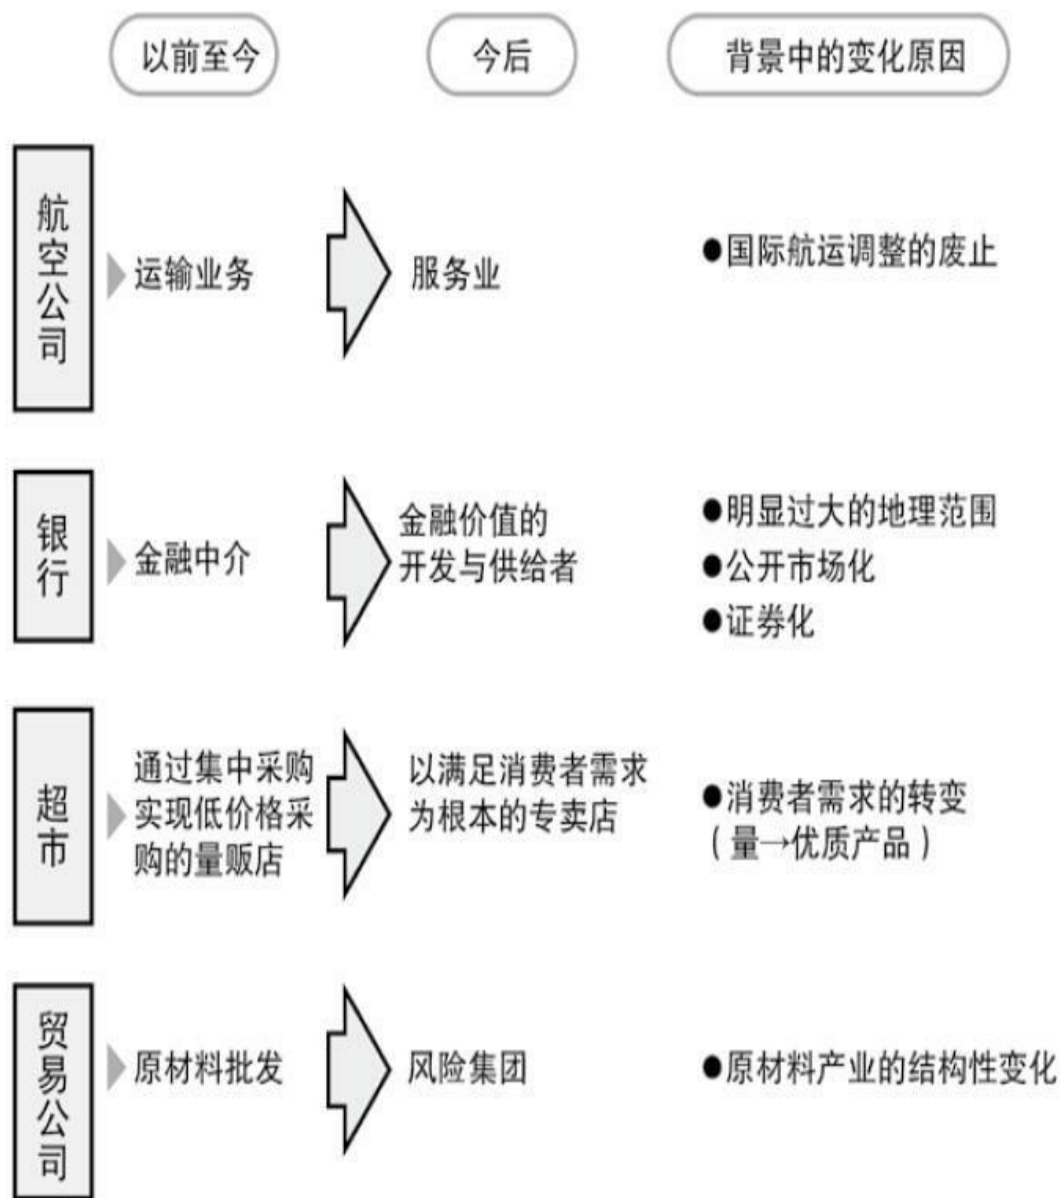 以前至今
今后
背景中的变化原因
航空公司
运输业务
服务业
●国际航运调整的废止
银行
金融中介
金融价值的
开发与供给者
●明显过大的地理范围
●公开市场化
●证券化
超市
通过集中采购
实现低价格采
购的量贩店
以满足消费者需求
为根本的专卖店
●消费者需求的转变
（量→优质产品）
贸易公司
原材料批发
风险集团
●原材料产业的结构性变化